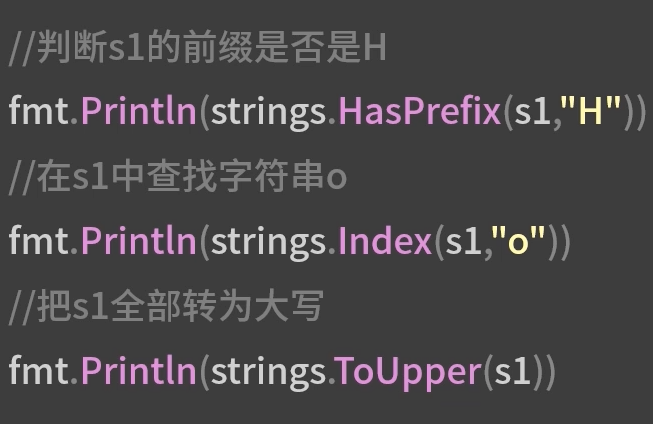 //判断s1的前缀是否是H
fmt.Println(strings.HasPrefix(s1,"H"))
//在s1中查找字符串o
fmt.Println(strings.Index(s1,"o"))
//把s1全部转为大写
fmt.Println(strings.ToUpper(s1))